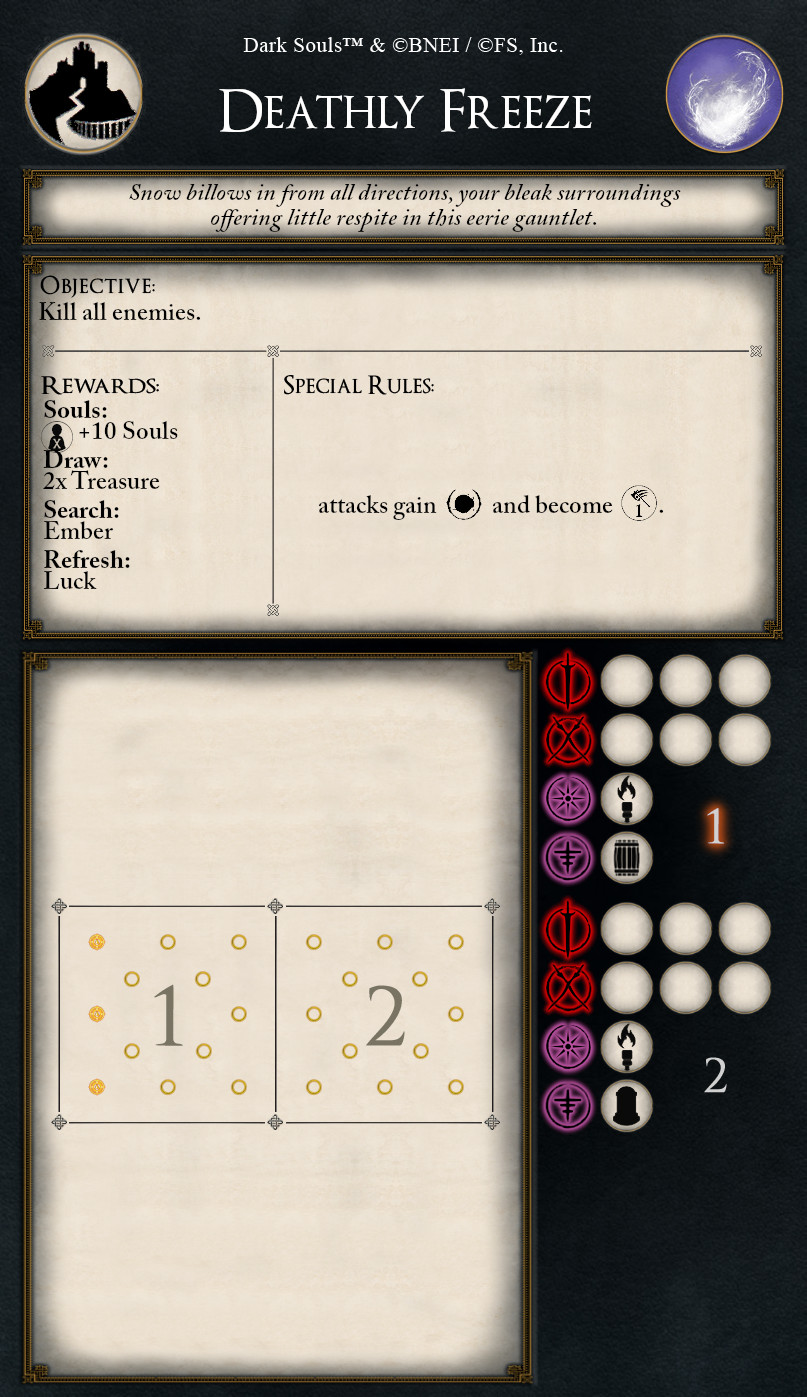 Dark Souls™ & ©BNEI / ©FS, Inc.
Deathly Freeze
Snow billows in from all directions, your bleak surroundings
offering little respite in this eerie gauntlet.
Objective:
Kill all enemies.
Rewards:
Souls:
X +10 Souls
Draw:
2x Treasure
Search:
Ember
Refresh:
Luck
Special Rules:
attacks gain and become 1.
1
2
1
2